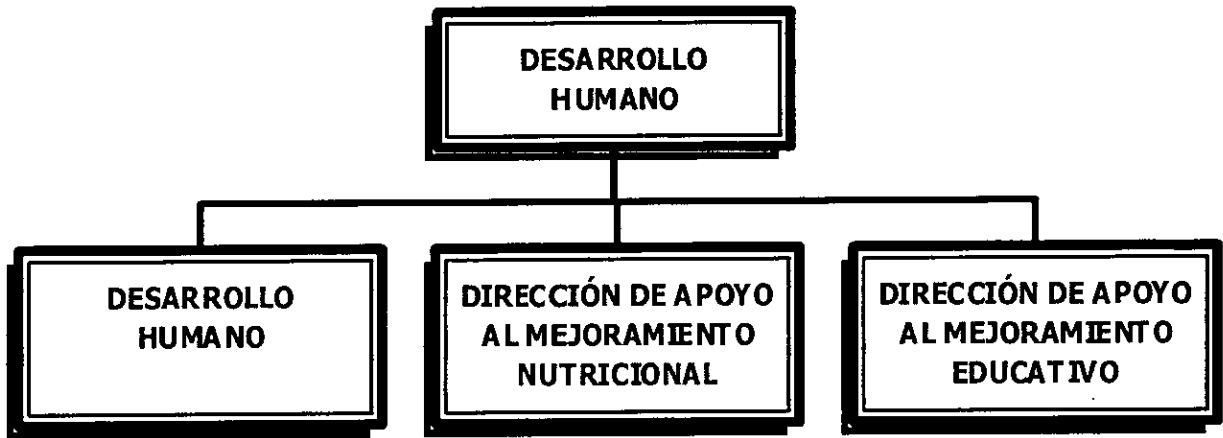 DESARROLLO
HUMANO
DESARROLLO
HUMANO
DIRECCIÓN DE APOYO
AL MEJORAMIENTO
NUTRICIONAL
DIRECCIÓN DE APOYO
AL MEJORAMIENTO
EDUCATIVO